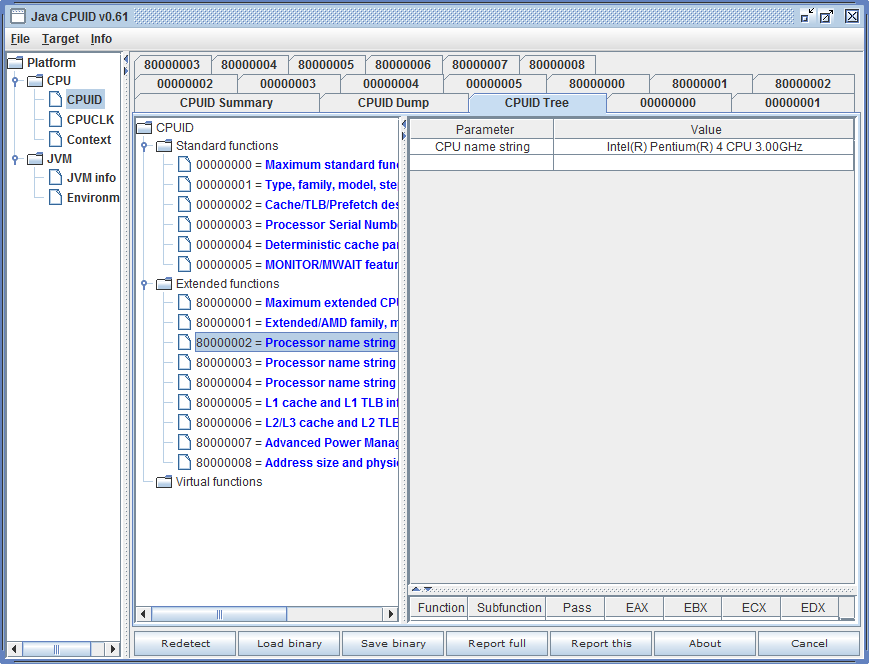 Java CPUID v0.61
File Target Info
Platform
CPU
CPUID
CPUCLK
Context
JVM
JVM info
Environm
80000003 80000004 80000005 80000006 80000007 80000008
00000002 00000003 00000004 00000005 80000000 80000001 80000002
CPUID Summary CPUID Dump CPUID Tree 00000000 00000001
CPUID
Standard functions
00000000 = Maximum standard fun
00000001 = Type, family, model, ste
00000002 = Cache/TLB/Prefetch des
00000003 = Processor Serial Numb
00000004 = Deterministic cache pa
00000005 = MONITOR/MWAIT featur
Extended functions
80000000 = Maximum extended CP
80000001 = Extended/AMD family, m
80000002 = Processor name string
80000003 = Processor name string
80000004 = Processor name string
80000005 = L1 cache and L1 TLB inf
80000006 = L2/L3 cache and L2 TLB
80000007 = Advanced Power Manag
80000008 = Address size and physi
Virtual functions
Parameter Value
CPU name string Intel(R) Pentium(R) 4 CPU 3.00GHz
Function Subfunction Pass EAX EBX ECX EDX
Redetect Load binary Save binary Report full Report this About Cancel